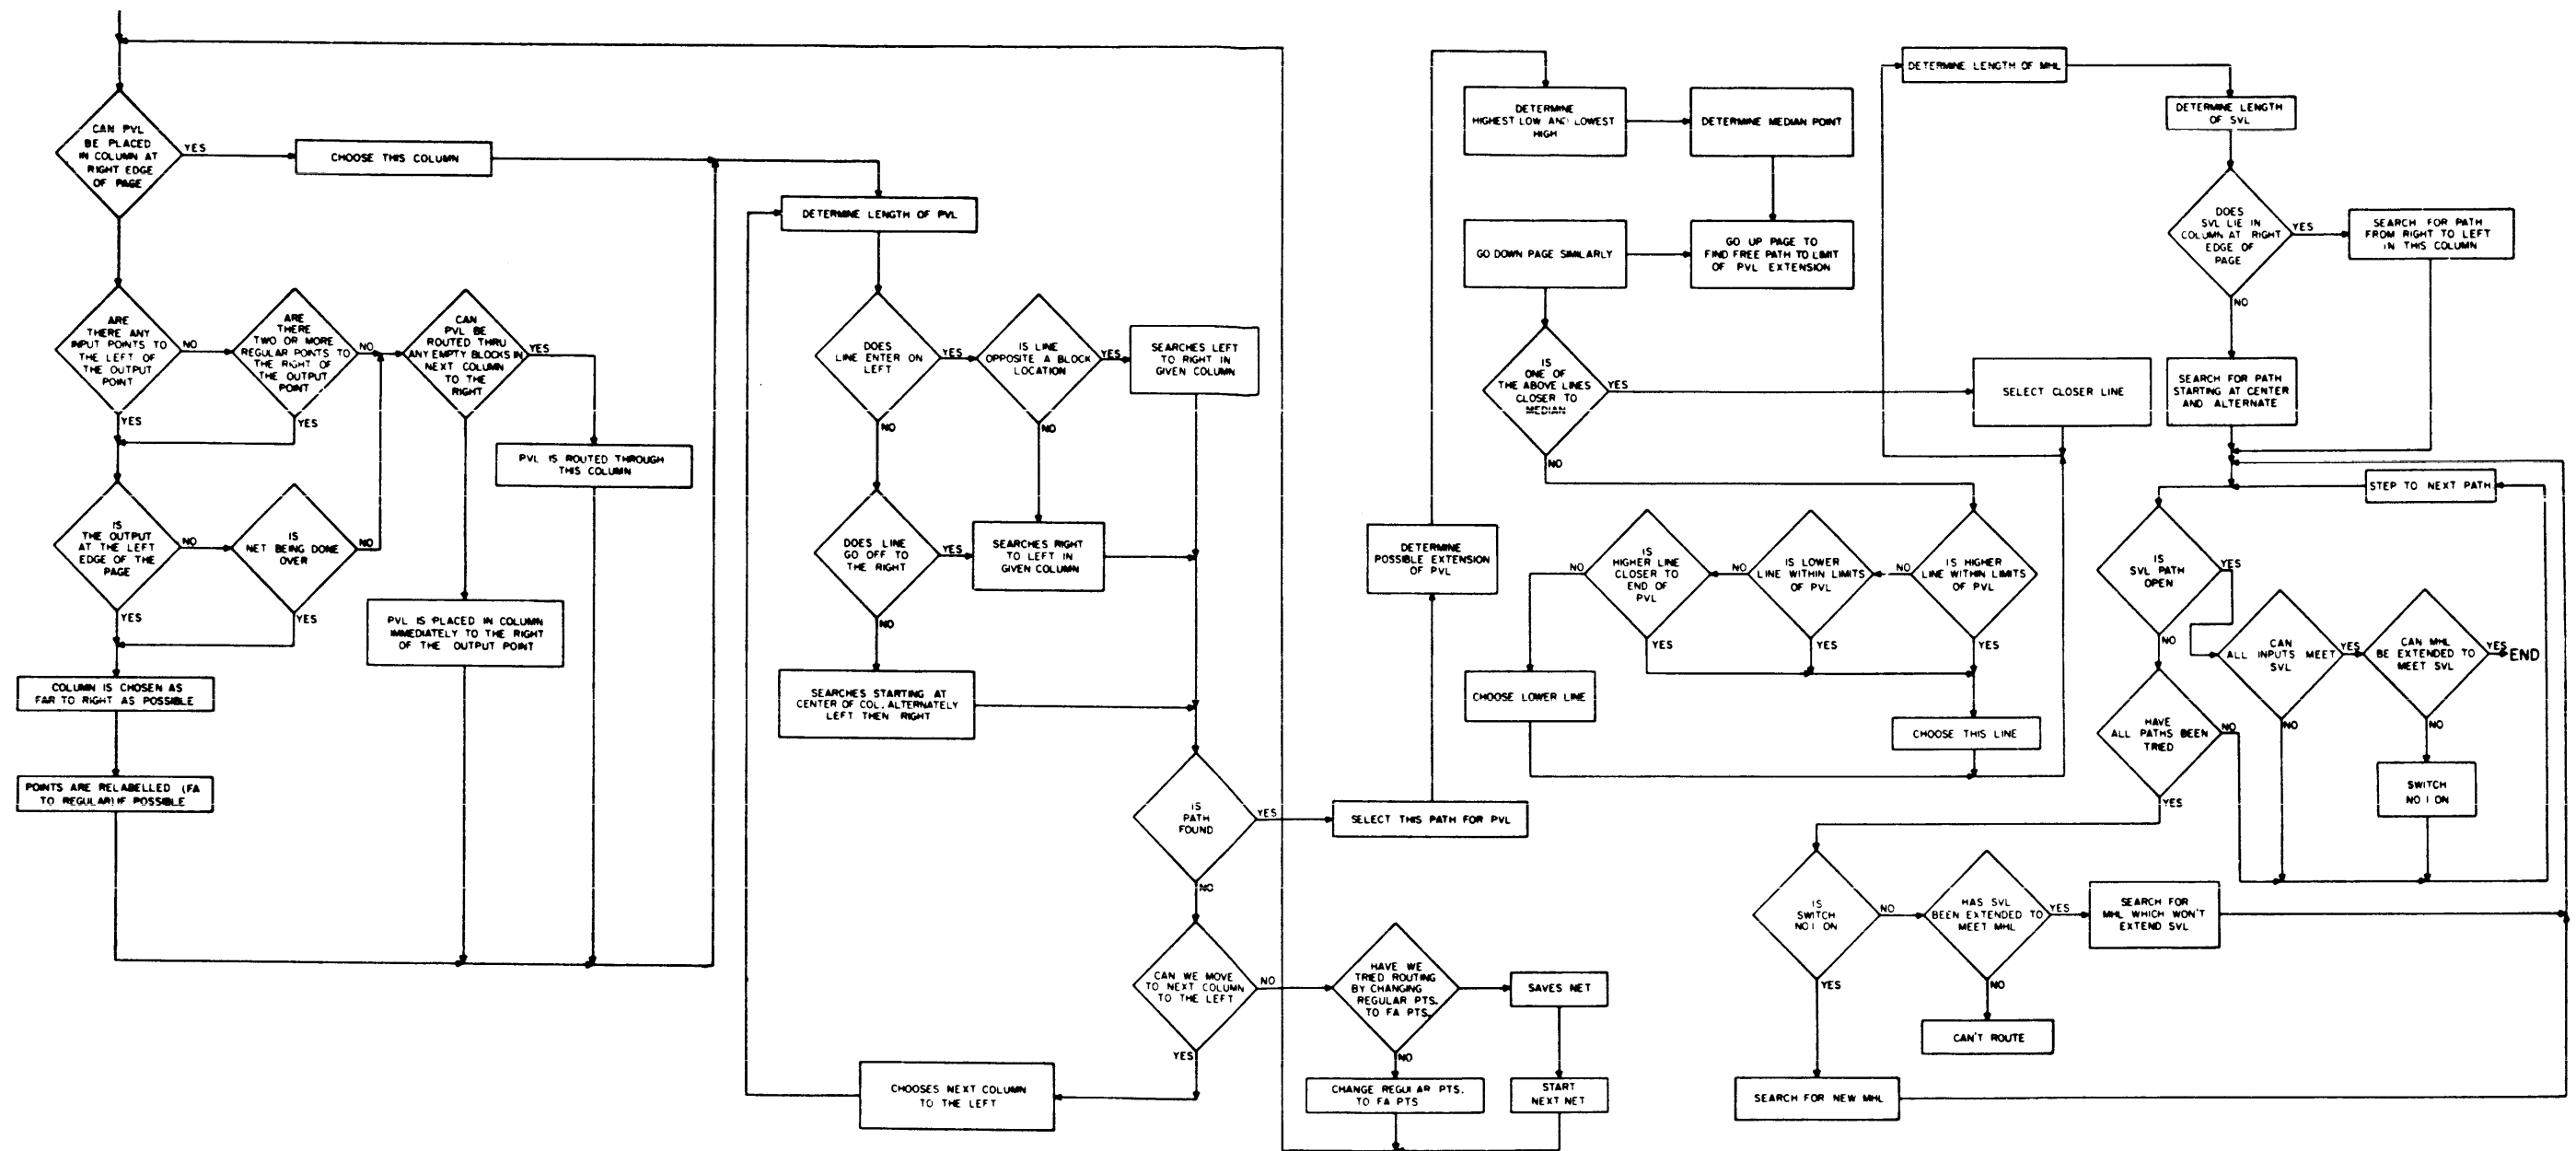 CAN PVL
BE PLACED
IN COLUMN AT
RIGHT EDGE
OF PAGE
YES
CHOOSE THIS COLUMN
ARE
THERE ANY
INPUT POINTS TO
THE LEFT OF
THE OUTPUT
POINT
NO
YES
ARE
THERE
TWO OR MORE
REGULAR POINTS TO
THE RIGHT OF
THE OUTPUT
POINT
NO
YES
CAN
PVL BE
ROUTED THRU
ANY EMPTY BLOCKS IN
NEXT COLUMN
TO THE
RIGHT
YES
PVL IS ROUTED THROUGH
THIS COLUMN
IS
THE OUTPUT
AT THE LEFT
EDGE OF THE
PAGE
NO
YES
IS
NET BEING DONE
OVER
NO
YES
PVL IS PLACED IN COLUMN
IMMEDIATELY TO THE RIGHT
OF THE OUTPUT POINT
COLUMN IS CHOSEN AS
FAR TO RIGHT AS POSSIBLE
POINTS ARE RELABELLED (FA
TO REGULAR) IF POSSIBLE
DETERMINE LENGTH OF PVL
DOES
LINE ENTER ON
LEFT
YES
NO
IS LINE
OPPOSITE A BLOCK
LOCATION
YES
NO
SEARCHES LEFT
TO RIGHT IN
GIVEN COLUMN
DOES LINE
GO OFF TO
THE RIGHT
YES
NO
SEARCHES RIGHT
TO LEFT IN
GIVEN COLUMN
SEARCHES STARTING AT
CENTER OF COL. ALTERNATELY
LEFT THEN RIGHT
IS
PATH
FOUND
YES
NO
SELECT THIS PATH FOR PVL
CAN WE MOVE
TO NEXT COLUMN
TO THE LEFT
NO
YES
CHOOSES NEXT COLUMN
TO THE LEFT
HAVE WE
TRIED ROUTING
BY CHANGING
REGULAR PTS.
TO FA PTS.
NO
SAVES NET
CHANGE REGULAR PTS.
TO FA PTS
START
NEXT NET
DETERMINE
POSSIBLE EXTENSION
OF PVL
DETERMINE
HIGHEST LOW AND LOWEST
HIGH
DETERMINE MEDIAN POINT
GO DOWN PAGE SIMILARLY
GO UP PAGE TO
FIND FREE PATH TO LIMIT
OF PVL EXTENSION
IS
ONE OF
THE ABOVE LINES
CLOSER TO
MEDIAN
YES
NO
SELECT CLOSER LINE
IS
HIGHER LINE
CLOSER TO
END OF
PVL
NO
YES
IS LOWER
LINE WITHIN LIMITS
OF PVL
NO
YES
IS HIGHER
LINE WITHIN LIMITS
OF PVL
NO
YES
CHOOSE LOWER LINE
CHOOSE THIS LINE
DETERMINE LENGTH OF MHL
DETERMINE LENGTH
OF SVL
DOES
SVL LIE IN
COLUMN AT RIGHT
EDGE OF
PAGE
YES
NO
SEARCH FOR PATH
FROM RIGHT TO LEFT
IN THIS COLUMN
SEARCH FOR PATH
STARTING AT CENTER
AND ALTERNATE
STEP TO NEXT PATH
IS
SVL PATH
OPEN
YES
NO
CAN
ALL INPUTS MEET
SVL
YES
NO
CAN MHL
BE EXTENDED TO
MEET SVL
YES
END
NO
SWITCH
NO I ON
HAVE
ALL PATHS BEEN
TRIED
NO
YES
IS
SWITCH
NO I ON
NO
YES
HAS SVL
BEEN EXTENDED TO
MEET MHL
YES
NO
SEARCH FOR
MHL WHICH WON'T
EXTEND SVL
CAN'T ROUTE
SEARCH FOR NEW MHL